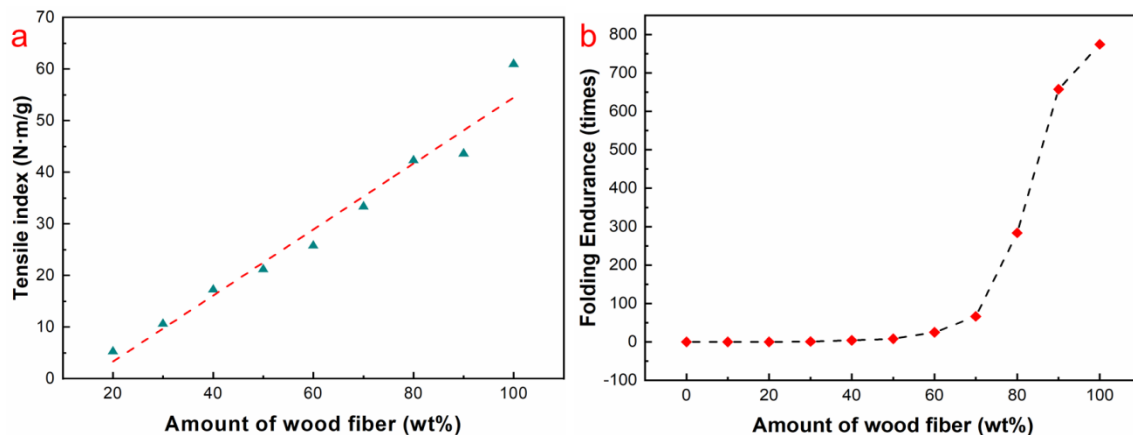 a
70
60
50
40
30
20
10
0
Tensile index (N·m/g)
20 40 60 80 100
Amount of wood fiber (wt%)
b
800
700
600
500
400
300
200
100
0
-100
Folding Endurance (times)
0 20 40 60 80 100
Amount of wood fiber (wt%)